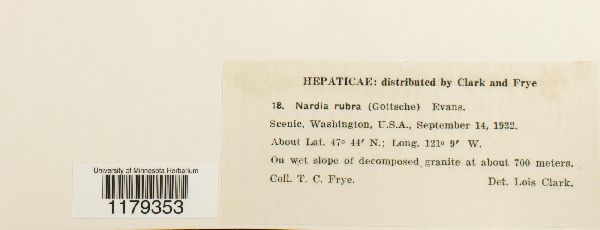 HEPATICAE: distributed by Clark and Frye
18. Nardia rubra (Gottsche) Evans.
Scenic, Washington, U.S.A., September 14, 1932.
About Lat. 47° 44′ N.; Long. 121° 9′ W.
On wet slope of decomposed granite at about 700 meters.
Coll. T. C. Frye. Det. Lois Clark.
University of Minnesota Herbarium
1179353